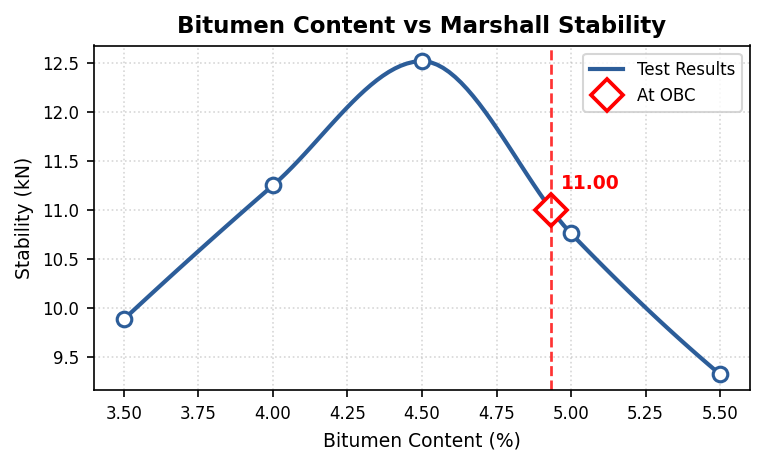 Bitumen Content vs Marshall Stability
Test Results
At OBC
11.00
Stability (kN)
12.5
12.0
11.5
11.0
10.5
10.0
9.5
3.50 3.75 4.00 4.25 4.50 4.75 5.00 5.25 5.50
Bitumen Content (%)